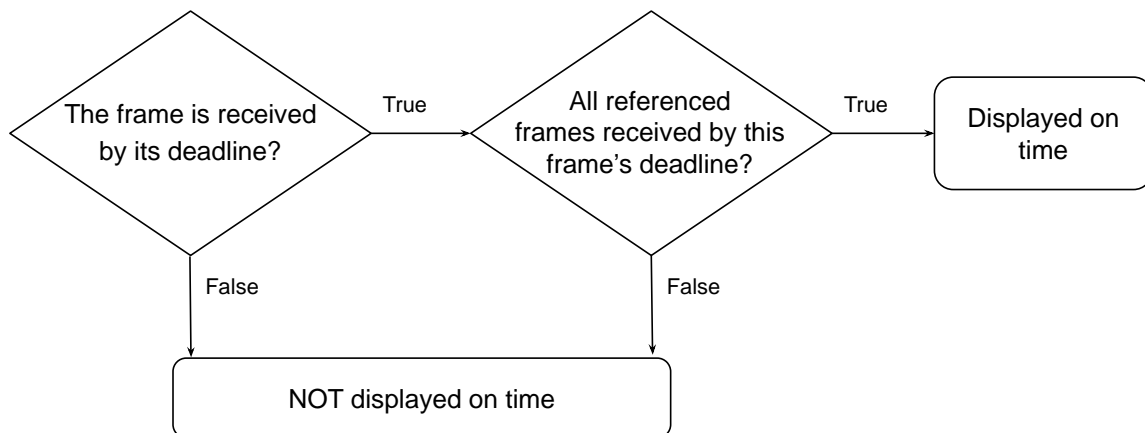 The frame is received
by its deadline?
True
All referenced
frames received by this
frame’s deadline?
True
Displayed on
time
False
False
NOT displayed on time